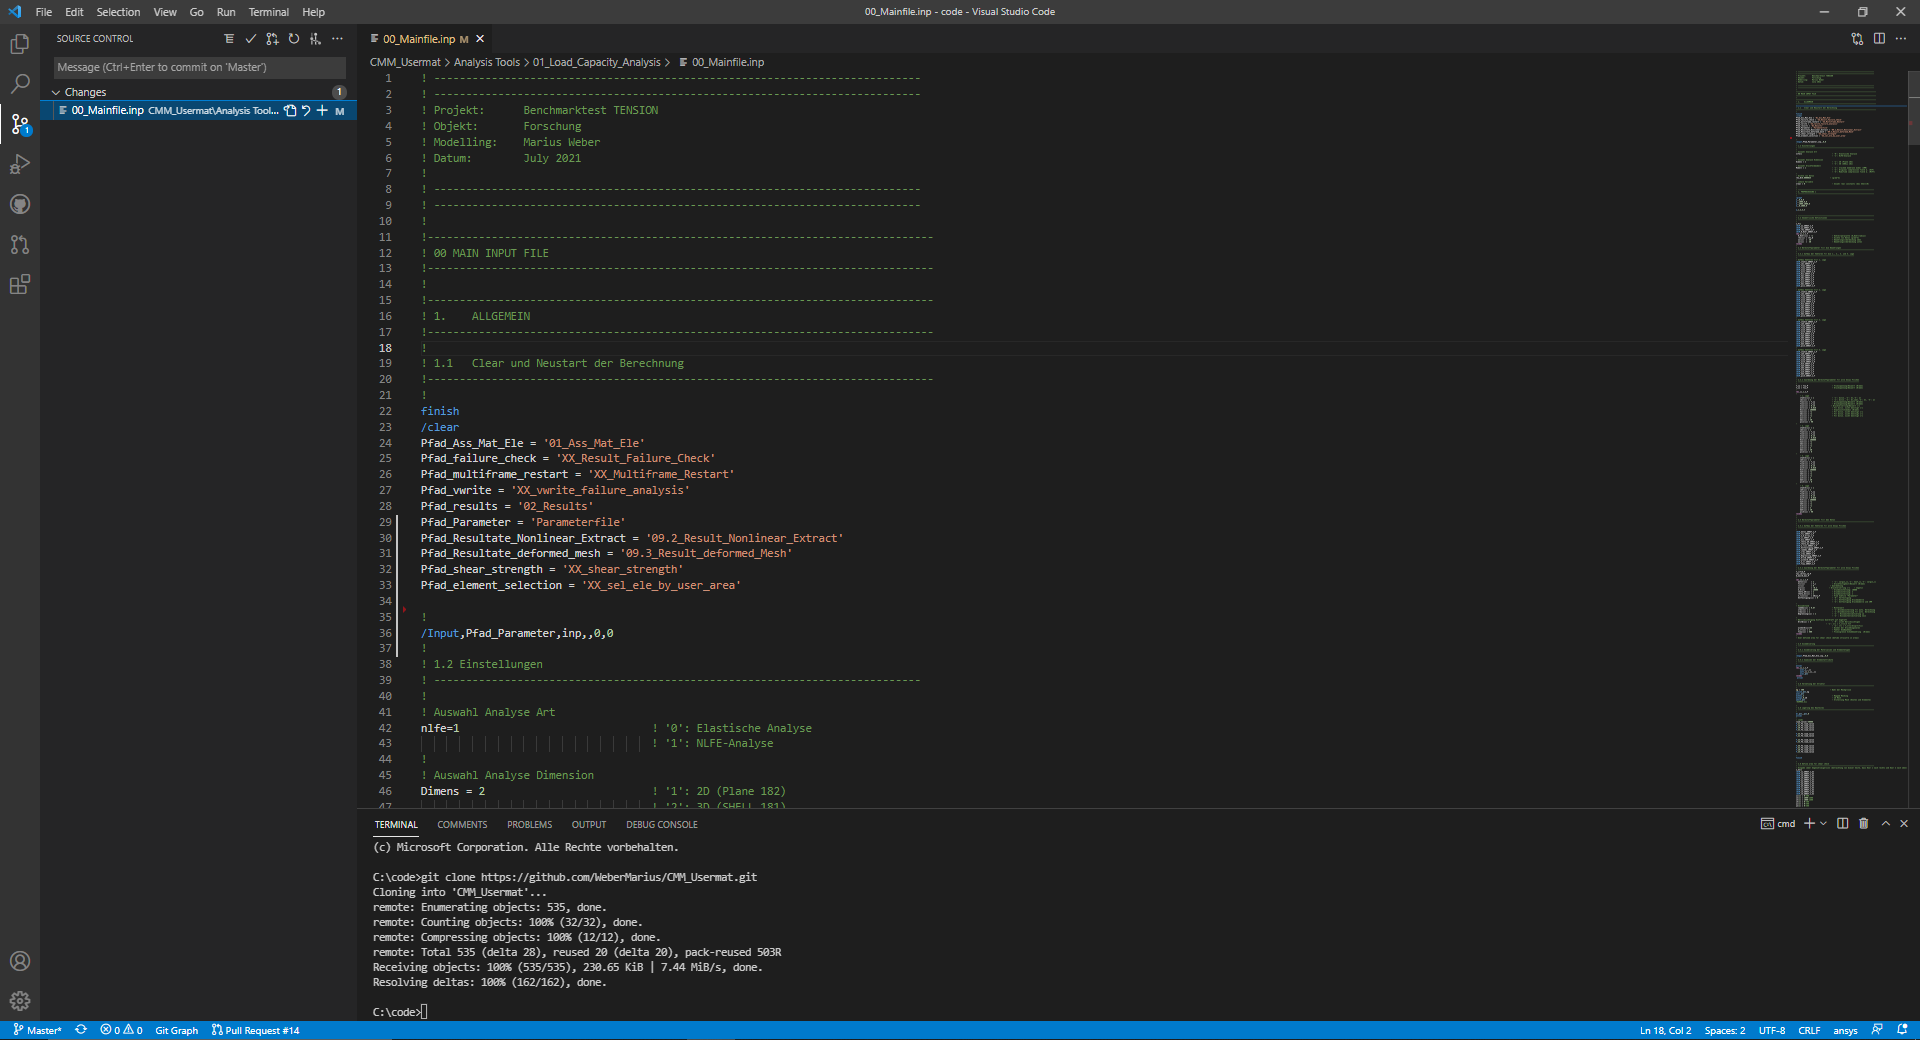 File Edit Selection View Go Run Terminal Help
00_Mainfile.inp - code - Visual Studio Code
SOURCE CONTROL
Message (Ctrl+Enter to commit on 'Master')
Changes
1
00_Mainfile.inp CMM_Usermat\Analysis Tool... M
1
00_Mainfile.inp M
CMM_Usermat > Analysis Tools > 01_Load_Capacity_Analysis > 00_Mainfile.inp
1 ! ----------------------------------------------------------------------------
2 ! ----------------------------------------------------------------------------
3 ! Projekt: Benchmarktest TENSION
4 ! Objekt: Forschung
5 ! Modelling: Marius Weber
6 ! Datum: July 2021
7 !
8 ! ----------------------------------------------------------------------------
9 ! ----------------------------------------------------------------------------
10 !
11 !-------------------------------------------------------------------------------
12 ! 00 MAIN INPUT FILE
13 !-------------------------------------------------------------------------------
14 !
15 !-------------------------------------------------------------------------------
16 ! 1. ALLGEMEIN
17 !-------------------------------------------------------------------------------
18 !
19 ! 1.1 Clear und Neustart der Berechnung
20 !-------------------------------------------------------------------------------
21 !
22 finish
23 /clear
24 Pfad_Ass_Mat_Ele = '01_Ass_Mat_Ele'
25 Pfad_failure_check = 'XX_Result_Failure_Check'
26 Pfad_multiframe_restart = 'XX_Multiframe_Restart'
27 Pfad_vwrite = 'XX_vwrite_failure_analysis'
28 Pfad_results = '02_Results'
29 Pfad_Parameter = 'Parameterfile'
30 Pfad_Resultate_Nonlinear_Extract = '09.2_Result_Nonlinear_Extract'
31 Pfad_Resultate_deformed_mesh = '09.3_Result_deformed_Mesh'
32 Pfad_shear_strength = 'XX_shear_strength'
33 Pfad_element_selection = 'XX_sel_ele_by_user_area'
34
35 !
36 /Input,Pfad_Parameter,inp,,0,0
37 !
38 ! 1.2 Einstellungen
39 ! ----------------------------------------------------------------------------
40 !
41 ! Auswahl Analyse Art
42 nlfe=1 ! '0': Elastische Analyse
43 ! '1': NLFE-Analyse
44 !
45 ! Auswahl Analyse Dimension
46 Dimens = 2 ! '1': 2D (Plane 182)
47 ! '2': 3D (SHELL 181)
TERMINAL COMMENTS PROBLEMS OUTPUT DEBUG CONSOLE
cmd
(c) Microsoft Corporation. Alle Rechte vorbehalten.
C:\code>git clone https://github.com/WeberMarius/CMM_Usermat.git
Cloning into 'CMM_Usermat'...
remote: Enumerating objects: 535, done.
remote: Counting objects: 100% (32/32), done.
remote: Compressing objects: 100% (12/12), done.
remote: Total 535 (delta 28), reused 20 (delta 20), pack-reused 503R
Receiving objects: 100% (535/535), 230.65 KiB | 7.44 MiB/s, done.
Resolving deltas: 100% (162/162), done.
C:\code>
Master* 0 0 Git Graph Pull Request #14
Ln 18, Col 2 Spaces: 2 UTF-8 CRLF ansys